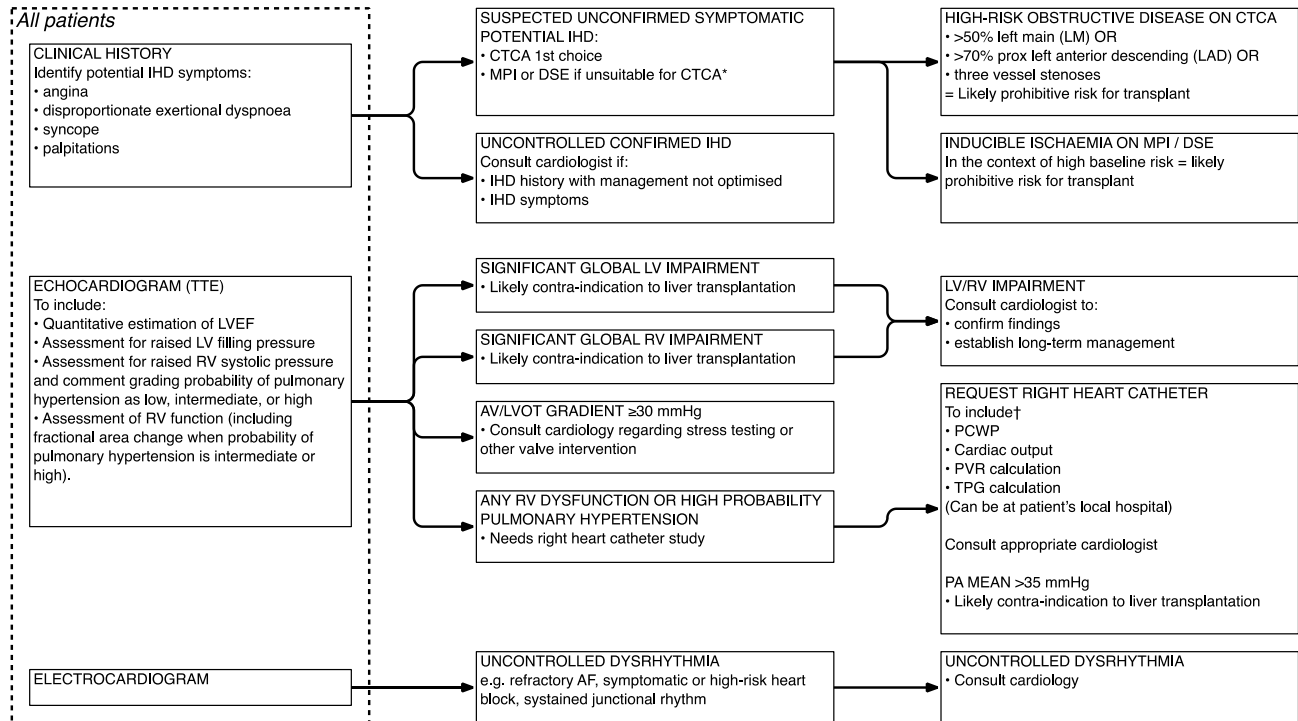 All patients
CLINICAL HISTORY
Identify potential IHD symptoms:
• angina
• disproportionate exertional dyspnoea
• syncope
• palpitations
SUSPECTED UNCONFIRMED SYMPTOMATIC
POTENTIAL IHD:
• CTCA 1st choice
• MPI or DSE if unsuitable for CTCA*
HIGH-RISK OBSTRUCTIVE DISEASE ON CTCA
• >50% left main (LM) OR
• >70% prox left anterior descending (LAD) OR
• three vessel stenoses
= Likely prohibitive risk for transplant
UNCONTROLLED CONFIRMED IHD
Consult cardiologist if:
• IHD history with management not optimised
• IHD symptoms
INDUCIBLE ISCHAEMIA ON MPI / DSE
In the context of high baseline risk = likely
prohibitive risk for transplant
ECHOCARDIOGRAM (TTE)
To include:
• Quantitative estimation of LVEF
• Assessment for raised LV filling pressure
• Assessment for raised RV systolic pressure
and comment grading probability of pulmonary
hypertension as low, intermediate, or high
• Assessment of RV function (including
fractional area change when probability of
pulmonary hypertension is intermediate or
high).
SIGNIFICANT GLOBAL LV IMPAIRMENT
• Likely contra-indication to liver transplantation
SIGNIFICANT GLOBAL RV IMPAIRMENT
• Likely contra-indication to liver transplantation
LV/RV IMPAIRMENT
Consult cardiologist to:
• confirm findings
• establish long-term management
AV/LVOT GRADIENT ≥30 mmHg
• Consult cardiology regarding stress testing or
other valve intervention
ANY RV DYSFUNCTION OR HIGH PROBABILITY
PULMONARY HYPERTENSION
• Needs right heart catheter study
REQUEST RIGHT HEART CATHETER
To include†
• PCWP
• Cardiac output
• PVR calculation
• TPG calculation
(Can be at patient's local hospital)
Consult appropriate cardiologist
PA MEAN >35 mmHg
• Likely contra-indication to liver transplantation
ELECTROCARDIOGRAM
UNCONTROLLED DYSRHYTHMIA
e.g. refractory AF, symptomatic or high-risk heart
block, systained junctional rhythm
UNCONTROLLED DYSRHYTHMIA
• Consult cardiology